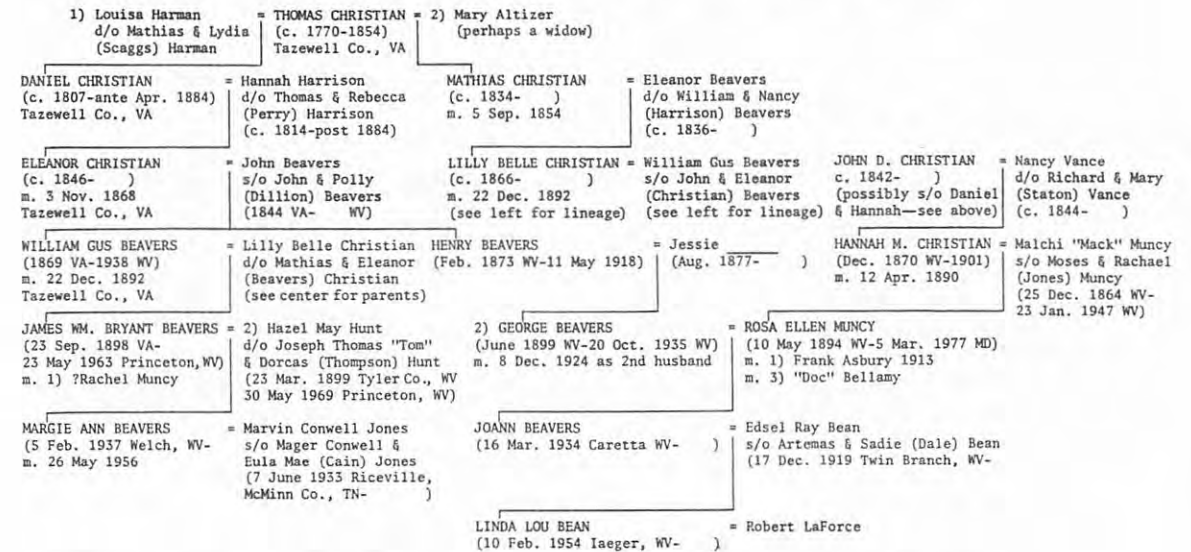 1) Louisa Harman = THOMAS CHRISTIAN = 2) Mary Altizer
d/o Mathias & Lydia (c. 1770-1854) (perhaps a widow)
(Scaggs) Harman Tazewell Co., VA
DANIEL CHRISTIAN = Hannah Harrison MATHIAS CHRISTIAN = Eleanor Beavers
(c. 1807-ante Apr. 1884) d/o Thomas & Rebecca (c. 1834- ) d/o William & Nancy
Tazewell Co., VA (Perry) Harrison m. 5 Sep. 1854 (Harrison) Beavers
(c. 1814-post 1884) (c. 1836- )
ELEANOR CHRISTIAN = John Beavers LILLY BELLE CHRISTIAN = William Gus Beavers JOHN D. CHRISTIAN = Nancy Vance
(c. 1846- ) s/o John & Polly (c. 1866- ) s/o John & Eleanor c. 1842- ) d/o Richard & Mary
m. 3 Nov. 1868 (Dillion) Beavers m. 22 Dec. 1892 (Christian) Beavers (possibly s/o Daniel (Staton) Vance
Tazewell Co., VA (1844 VA- WV) (see left for lineage) (see left for lineage) & Hannah—see above) (c. 1844- )
WILLIAM GUS BEAVERS = Lilly Belle Christian HENRY BEAVERS = Jessie ______ HANNAH M. CHRISTIAN = Malchi "Mack" Muncy
(1869 VA-1938 WV) d/o Mathias & Eleanor (Feb. 1873 WV-11 May 1918) (Aug. 1877- ) (Dec. 1870 WV-1901) s/o Moses & Rachael
m. 22 Dec. 1892 (Beavers) Christian m. 12 Apr. 1890 (Jones) Muncy
Tazewell Co., VA (see center for parents) (25 Dec. 1864 WV-
23 Jan. 1947 WV)
JAMES WM. BRYANT BEAVERS = 2) Hazel May Hunt 2) GEORGE BEAVERS = ROSA ELLEN MUNCY
(23 Sep. 1898 VA- d/o Joseph Thomas "Tom" (June 1899 WV-20 Oct. 1935 WV) (10 May 1894 WV-5 Mar. 1977 MD)
23 May 1963 Princeton, WV) & Dorcas (Thompson) Hunt m. 8 Dec. 1924 as 2nd husband m. 1) Frank Asbury 1913
m. 1) ?Rachel Muncy (23 Mar. 1899 Tyler Co., WV m. 3) "Doc" Bellamy
30 May 1969 Princeton, WV)
MARGIE ANN BEAVERS = Marvin Conwell Jones JOANN BEAVERS = Edsel Ray Bean
(5 Feb. 1937 Welch, WV- s/o Mager Conwell & (16 Mar. 1934 Caretta WV- ) s/o Artemas & Sadie (Dale) Bean
m. 26 May 1956 Eula Mae (Cain) Jones (17 Dec. 1919 Twin Branch, WV-
(7 June 1933 Riceville,
McMinn Co., TN- )
LINDA LOU BEAN = Robert LaForce
(10 Feb. 1954 Iaeger, WV- )